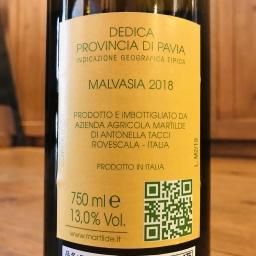 DEDICA
PROVINCIA DI PAVIA
INDICAZIONE GEOGRAFICA TIPICA
MALVASIA 2018
PRODOTTO E IMBOTTIGLIATO DA
AZIENDA AGRICOLA MARTILDE
DI ANTONELLA TACCI
ROVESCALA - ITALIA
PRODOTTO IN ITALIA
750 ml e
13,0% Vol.
www.martilde.it